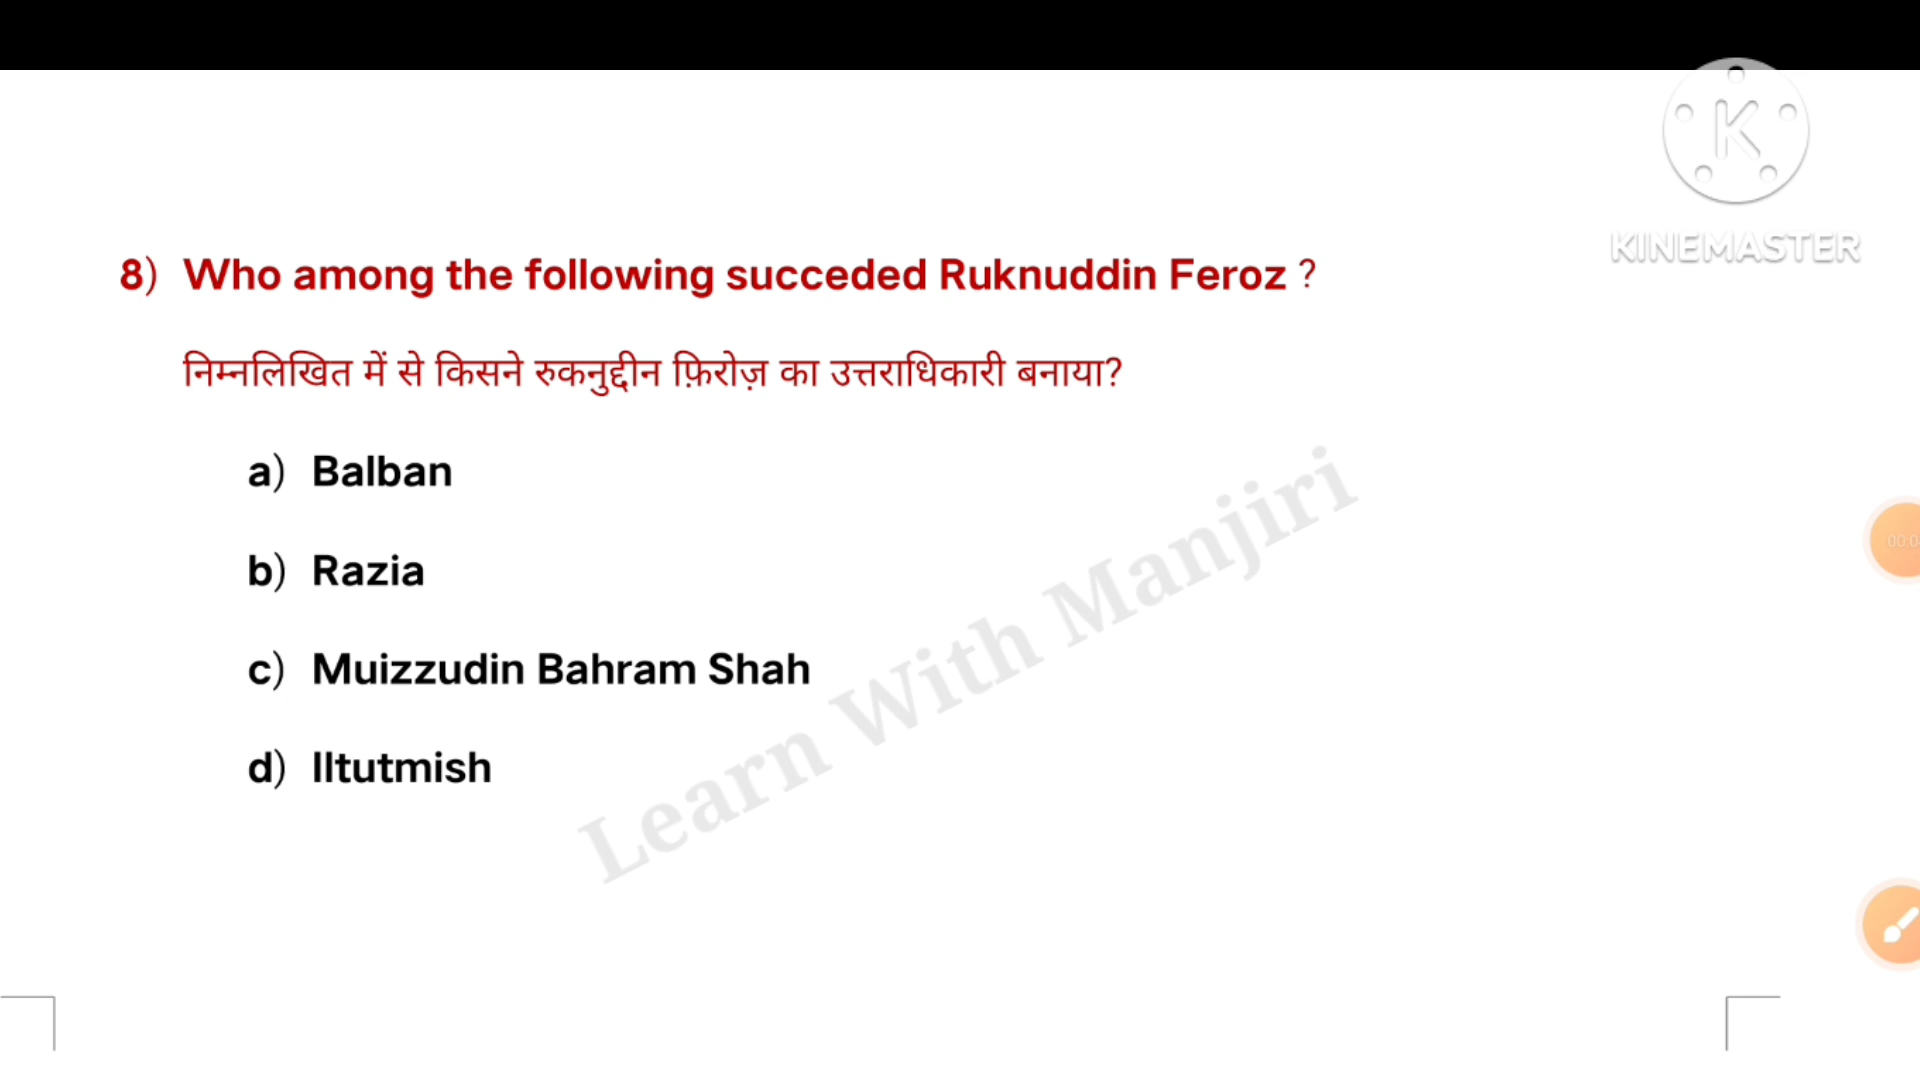 K
KINEMASTER
8) Who among the following succeded Ruknuddin Feroz ?
निम्नलिखित में से किसने रुकनुद्दीन फ़िरोज़ का उत्तराधिकारी बनाया?
a) Balban
b) Razia
c) Muizzudin Bahram Shah
d) Iltutmish
Learn With Manjiri